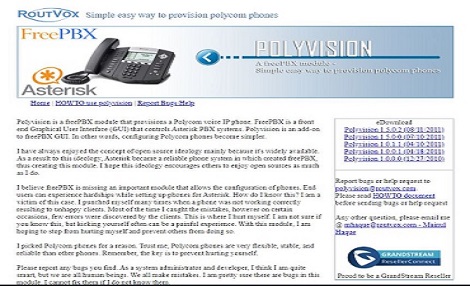 ROUTVOX Simple easy way to provision polycom phones
FreePBX
Asterisk
POLYVISION
A freePBX module -
Simple easy way to provision polycom phones
Home | HOWTO use polyvision | Report Bugs Help
Polyvision is a freePBX module that provisions a Polycom voice IP phone. FreePBX is a front
end Graphical User Interface (GUI) that controls Asterisk PBX systems. Polyvision is an add-on
to freePBX GUI. In other words, configuring Polycom phones become simpler.
I have always enjoyed the concept of open source ideology mainly because it's widely available.
As a result to this ideology, Asterisk became a reliable phone system in which created freePBX,
thus creating this module. I hope this ideology encourages others to enjoy open sources as much
as I do.
I believe freePBX is missing an important module that allows the configuration of phones. End
users can experience hardships while setting up phones for Asterisk. How do I know this? I am a
victim of this case. I punched myself many times when a phone was not working correctly
resulting to unhappy clients. Most of the time I caught the mistakes, however on certain
occasions, few errors were discovered by the clients. This is where I hurt myself. I am not sure if
you knew this, but kicking yourself often can be a painful experience. With this module, I am
hoping to stop from hurting myself and prevent others from doing so.
I picked Polycom phones for a reason. Trust me, Polycom phones are very flexible, stable, and
reliable than other phones. Remember, the key is to prevent hurting yourself.
Please report any bugs you find. As a system administrator and developer, I think I am quite
smart, but we are all human beings. We all make mistakes. I am pretty sure there are bugs in this
module. I cannot fix them if I do not know them.
eDownload
Polyvision 1.5.0.2 (08/11/2011)
Polyvision 1.5.0.0 (07/10/2011)
Polyvision 1.0.1.1 (04/10/2011)
Polyvision 1.0.0.1 (04/18/2011)
Polyvision 1.0.0.0 (12/27/2010)
Report bugs or help request to
polyvision@routvox.com
Please read HOWTO document
before sending bugs or help request
Any other question, please email me
@ mhaque@routvox.com - Mainul
Haque
GRANDSTREAM
ResellerConnect
Proud to be a GrandStream Reseller